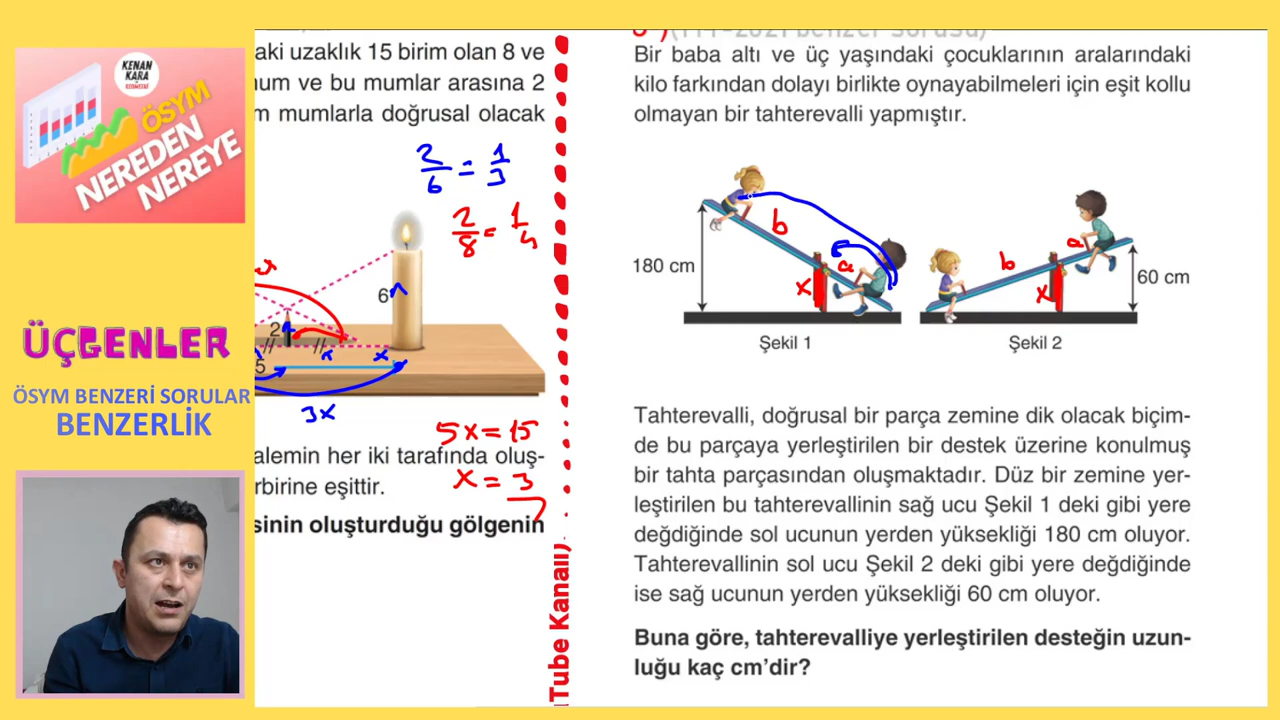 KENAN
KARA
ÖSYM
NEREDEN
NEREYE
ÜÇGENLER
ÖSYM BENZERİ SORULAR
BENZERLİK
aki uzaklık 15 birim olan 8 ve
num ve bu mumlar arasına 2
m mumlarla doğrusal olacak
2/6 = 1/3
2/8 = 1/4
6
2
5
x
x
3x
5x = 15
x = 3
alemin her iki tarafında oluş-
rbirine eşittir.
sinin oluşturduğu gölgenin
Tube Kanalı)
(TYT-2021 benzer sorusu)
Bir baba altı ve üç yaşındaki çocuklarının aralarındaki
kilo farkından dolayı birlikte oynayabilmeleri için eşit kollu
olmayan bir tahterevalli yapmıştır.
180 cm
b
a
x
Şekil 1
b
a
x
60 cm
Şekil 2
Tahterevalli, doğrusal bir parça zemine dik olacak biçim-
de bu parçaya yerleştirilen bir destek üzerine konulmuş
bir tahta parçasından oluşmaktadır. Düz bir zemine yer-
leştirilen bu tahterevallinin sağ ucu Şekil 1 deki gibi yere
değdiğinde sol ucunun yerden yüksekliği 180 cm oluyor.
Tahterevallinin sol ucu Şekil 2 deki gibi yere değdiğinde
ise sağ ucunun yerden yüksekliği 60 cm oluyor.
Buna göre, tahterevalliye yerleştirilen desteğin uzun-
luğu kaç cm'dir?